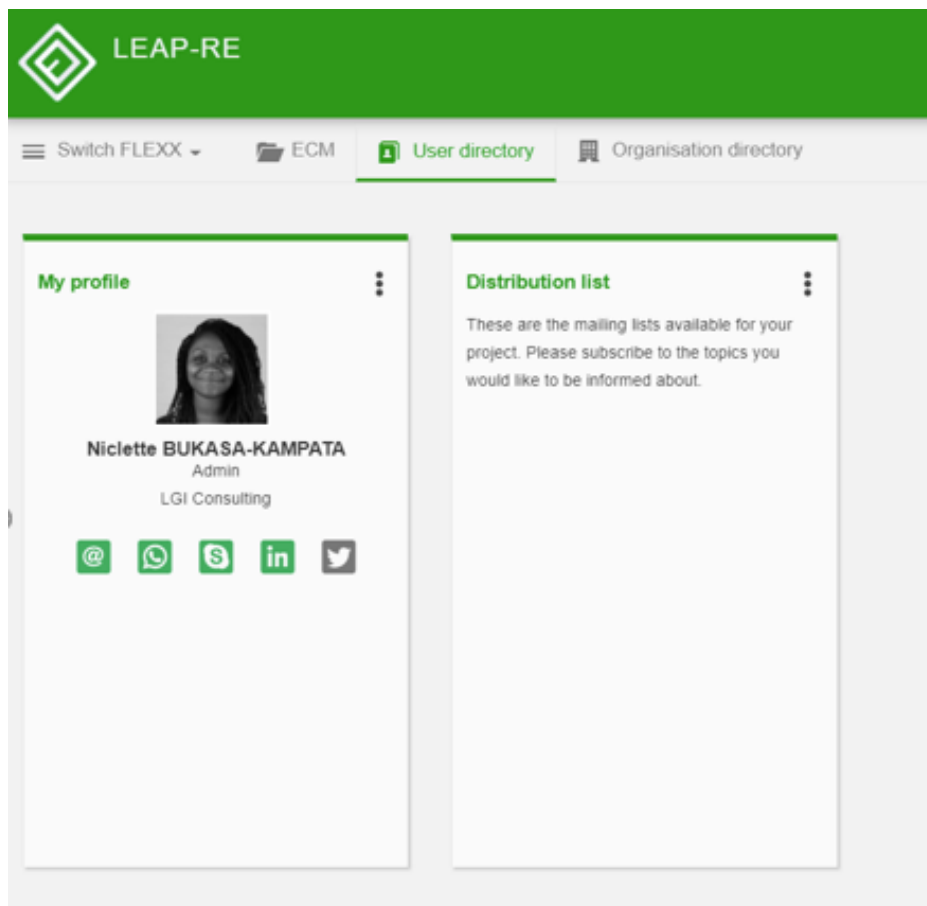 LEAP-RE
Switch FLEXX
ECM
User directory
Organisation directory
My profile
Niclette BUKASA-KAMPATA
Admin
LGI Consulting
@
in
Distribution list
These are the mailing lists available for your
project. Please subscribe to the topics you
would like to be informed about.